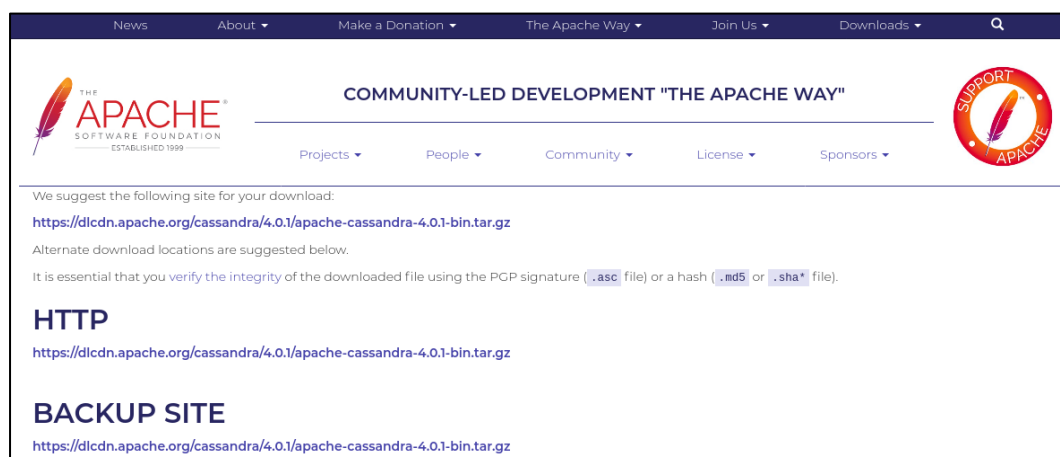 News About Make a Donation The Apache Way Join Us Downloads
THE
APACHE®
SOFTWARE FOUNDATION
ESTABLISHED 1999
COMMUNITY-LED DEVELOPMENT "THE APACHE WAY"
SUPPORT
APACHE
Projects People Community License Sponsors
We suggest the following site for your download:
https://dlcdn.apache.org/cassandra/4.0.1/apache-cassandra-4.0.1-bin.tar.gz
Alternate download locations are suggested below.
It is essential that you verify the integrity of the downloaded file using the PGP signature ( .asc file) or a hash ( .md5 or .sha* file).
HTTP
https://dlcdn.apache.org/cassandra/4.0.1/apache-cassandra-4.0.1-bin.tar.gz
BACKUP SITE
https://dlcdn.apache.org/cassandra/4.0.1/apache-cassandra-4.0.1-bin.tar.gz